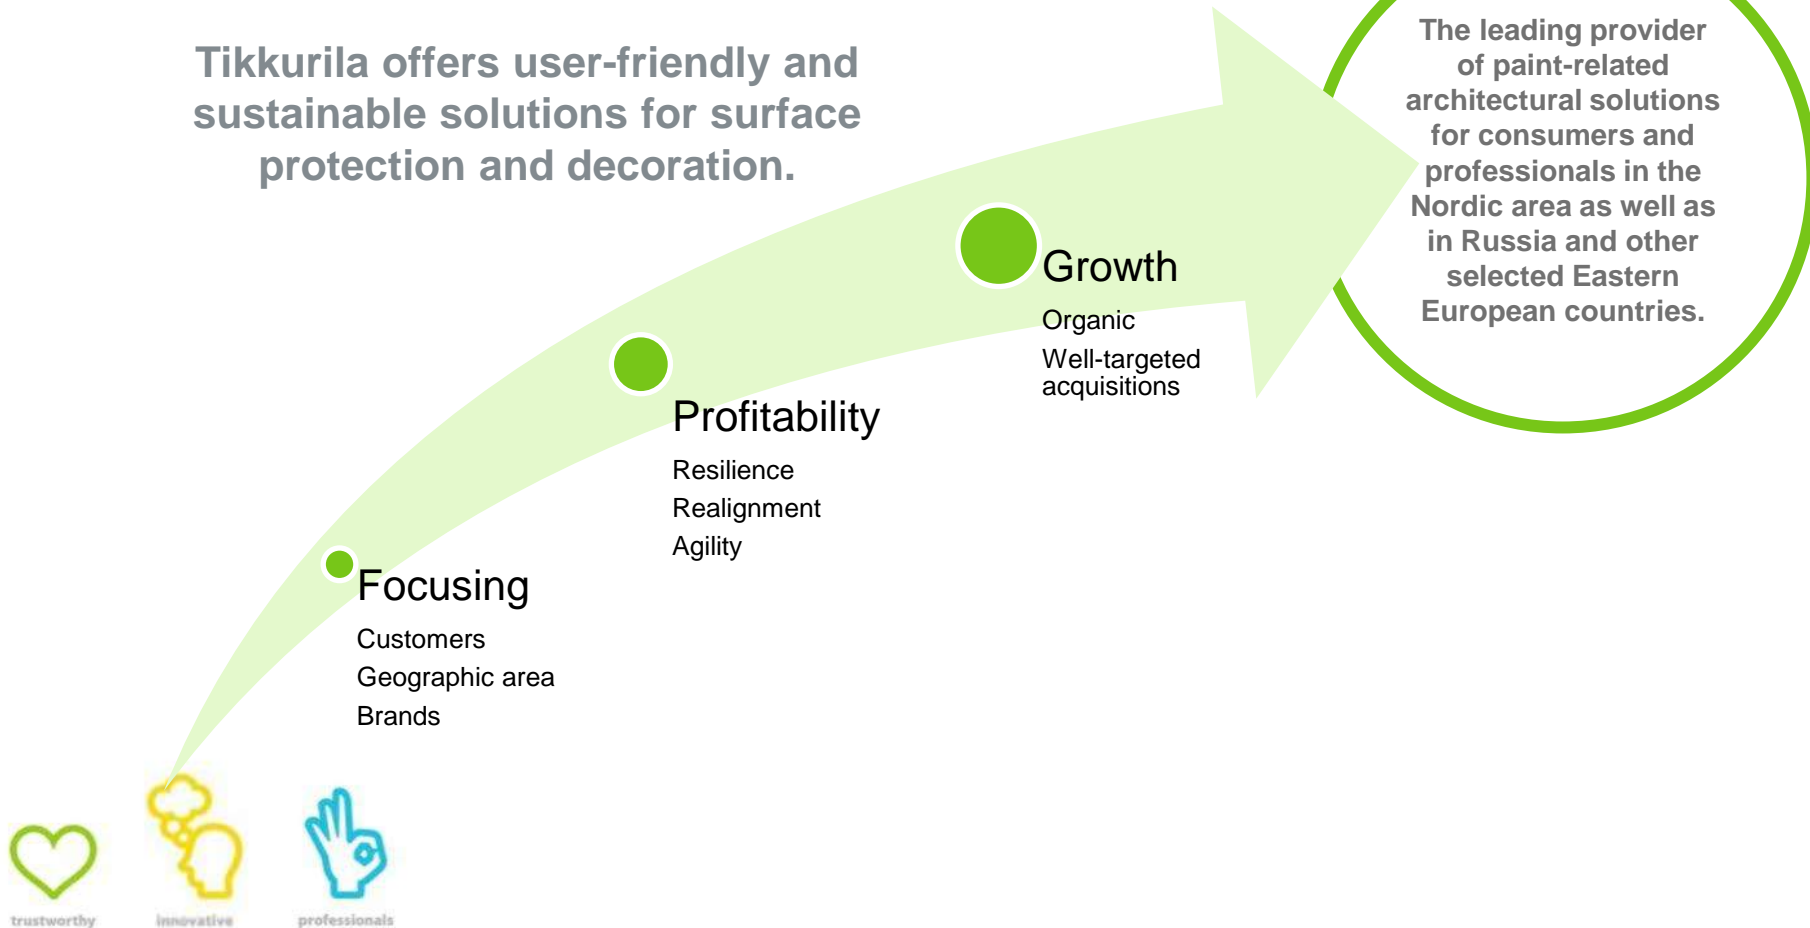 Tikkurila offers user-friendly and
sustainable solutions for surface
protection and decoration.
The leading provider
of paint-related
architectural solutions
for consumers and
professionals in the
Nordic area as well as
in Russia and other
selected Eastern
European countries.
Growth
Organic
Well-targeted
acquisitions
Profitability
Resilience
Realignment
Agility
Focusing
Customers
Geographic area
Brands
trustworthy
innovative
professionals